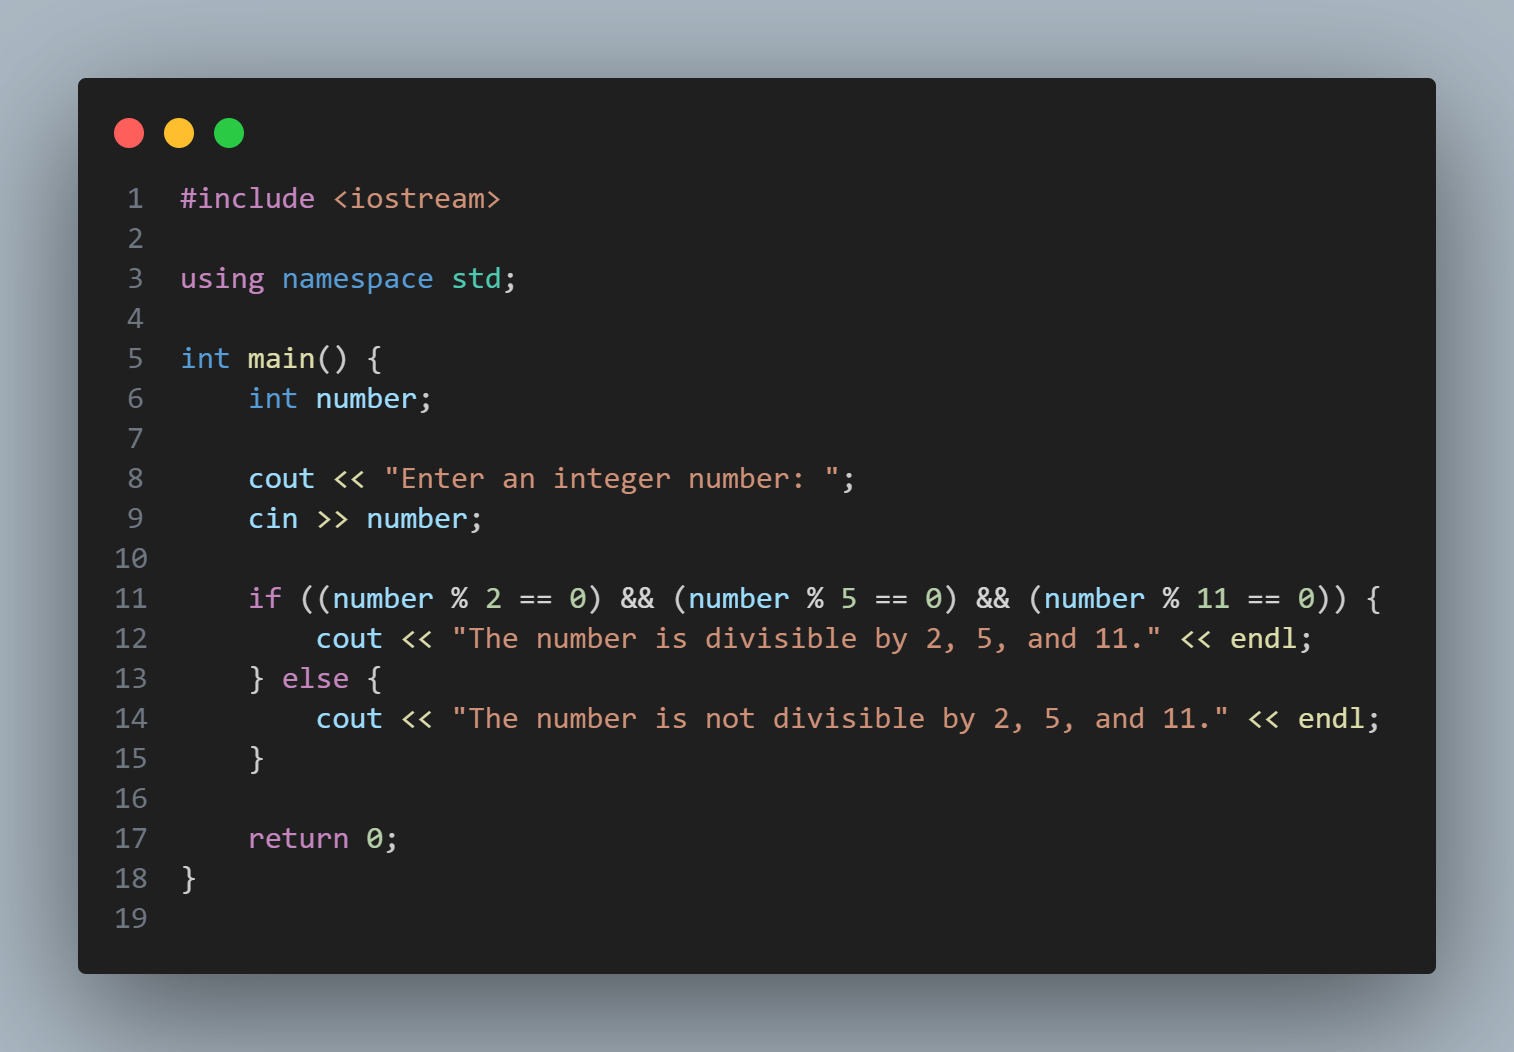 1 #include <iostream>
2
3 using namespace std;
4
5 int main() {
6     int number;
7
8     cout << "Enter an integer number: ";
9     cin >> number;
10
11     if ((number % 2 == 0) && (number % 5 == 0) && (number % 11 == 0)) {
12         cout << "The number is divisible by 2, 5, and 11." << endl;
13     } else {
14         cout << "The number is not divisible by 2, 5, and 11." << endl;
15     }
16
17     return 0;
18 }
19